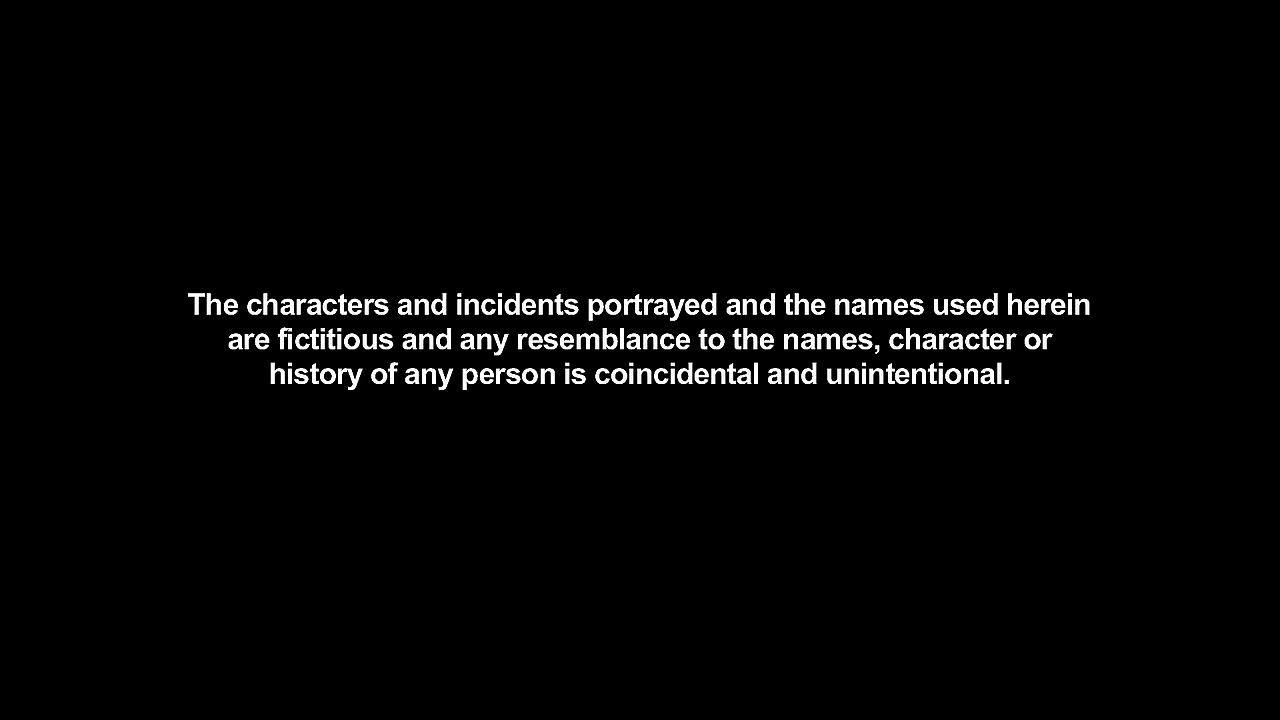 The characters and incidents portrayed and the names used herein
are fictitious and any resemblance to the names, character or
history of any person is coincidental and unintentional.